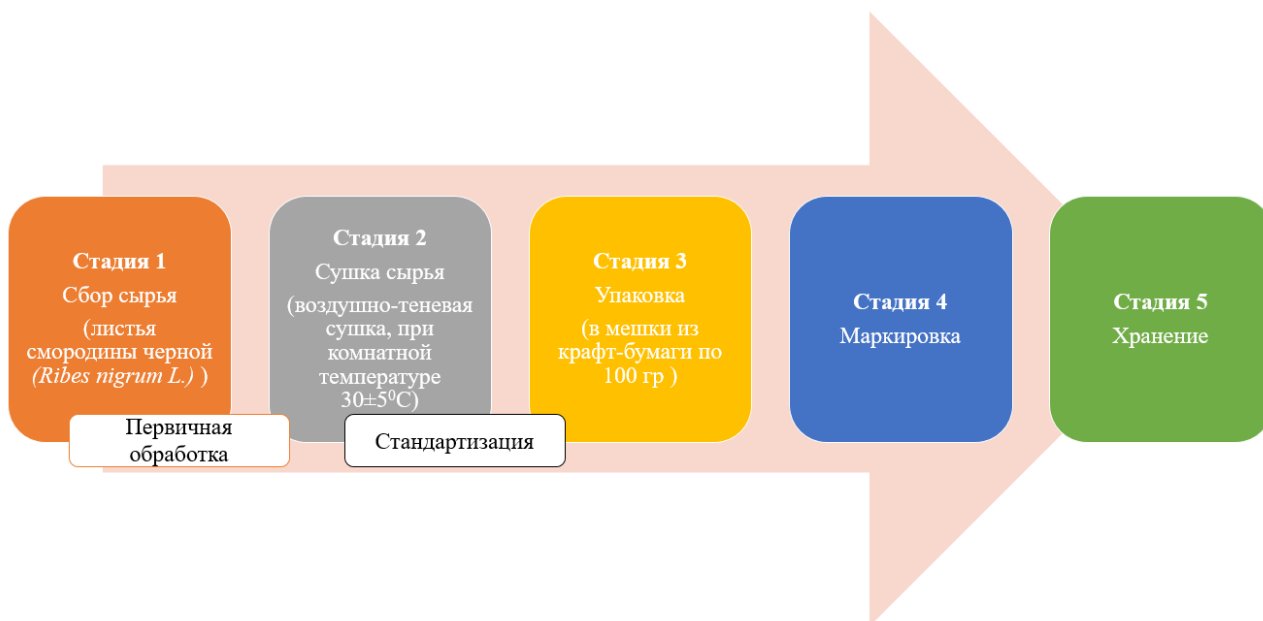 Стадия 1
Сбор сырья
(листья
смородины черной
(Ribes nigrum L.) )
Первичная
обработка
Стадия 2
Сушка сырья
(воздушно-теневая
сушка, при
комнатной
температуре
30±5⁰С)
Стандартизация
Стадия 3
Упаковка
(в мешки из
крафт-бумаги по
100 гр )
Стадия 4
Маркировка
Стадия 5
Хранение